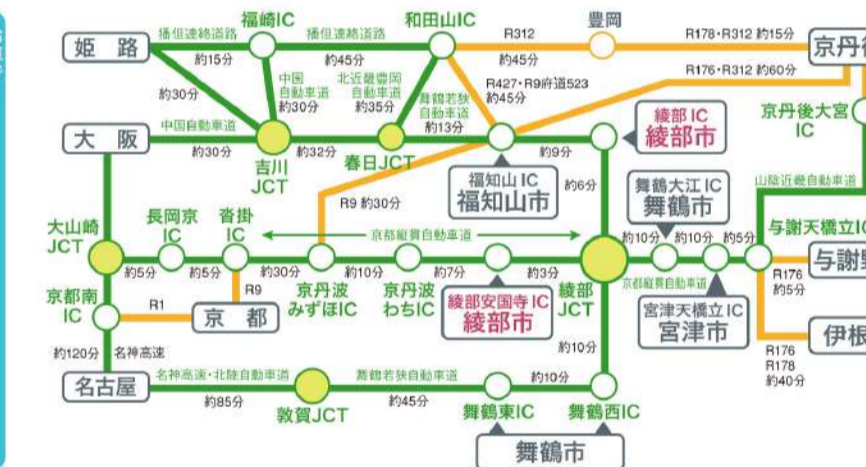 福崎IC
和田山IC
豊岡
姫路
播但連絡道路
約15分
播但連絡道路
約45分
R312
約45分
R178・R312 約15分
京丹
R176・R312 約60分
約30分
中国
自動車道
約30分
北近畿豊岡
自動車道
約35分
舞鶴若狭
自動車道
約13分
R427・R9府道523
約45分
京丹後大宮
IC
大阪
中国自動車道
約30分
吉川
JCT
約32分
春日JCT
約9分
綾部IC
綾部市
福知山IC
福知山市
約6分
舞鶴大江IC
舞鶴市
山陰近畿自動車道
R9 約30分
大山崎
JCT
長岡京
IC
沓掛
IC
京都縦貫自動車道
与謝天橋立IC
約5分
約5分
約30分
京丹波
みずほIC
約10分
京丹波
わちIC
約7分
綾部安国寺IC
綾部市
約3分
綾部
JCT
約10分
約10分
約5分
京都縦貫自動車道
宮津天橋立IC
宮津市
与謝
R176
約5分
京都南
IC
R1
京都
R9
伊根
R176
R178
約40分
約120分
名神高速
約10分
名古屋
名神高速・北陸自動車道
約85分
敦賀JCT
舞鶴若狭自動車道
約45分
舞鶴東IC
約10分
舞鶴西IC
舞鶴市